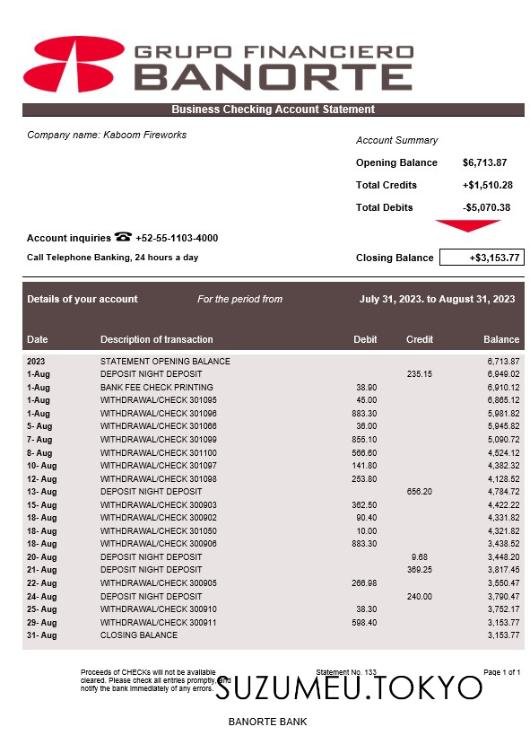 GRUPO FINANCIERO
BANORTE
Business Checking Account Statement
Company name: Kaboom Fireworks
Account Summary
Opening Balance $6,713.87
Total Credits +$1,510.28
Total Debits -$5,070.38
Account inquiries ☎ +52-55-1103-4000
Call Telephone Banking, 24 hours a day
Closing Balance +$3,153.77
Details of your account For the period from July 31, 2023. to August 31, 2023
Date Description of transaction Debit Credit Balance
2023 STATEMENT OPENING BALANCE 6,713.87
1-Aug DEPOSIT NIGHT DEPOSIT 235.15 6,949.02
1-Aug BANK FEE CHECK PRINTING 38.90 6,910.12
1-Aug WITHDRAWAL/CHECK 301095 45.00 6,865.12
1-Aug WITHDRAWAL/CHECK 301096 883.30 5,981.82
5- Aug WITHDRAWAL/CHECK 301066 36.00 5,945.82
7- Aug WITHDRAWAL/CHECK 301099 855.10 5,090.72
8- Aug WITHDRAWAL/CHECK 301100 566.60 4,524.12
10- Aug WITHDRAWAL/CHECK 301097 141.80 4,382.32
12- Aug WITHDRAWAL/CHECK 301098 253.80 4,128.52
13- Aug DEPOSIT NIGHT DEPOSIT 656.20 4,784.72
15- Aug WITHDRAWAL/CHECK 300903 362.50 4,422.22
18- Aug WITHDRAWAL/CHECK 300902 90.40 4,331.82
18- Aug WITHDRAWAL/CHECK 301050 10.00 4,321.82
18- Aug WITHDRAWAL/CHECK 300906 883.30 3,438.52
20- Aug DEPOSIT NIGHT DEPOSIT 9.68 3,448.20
21- Aug DEPOSIT NIGHT DEPOSIT 369.25 3,817.45
22- Aug WITHDRAWAL/CHECK 300905 266.98 3,550.47
24- Aug DEPOSIT NIGHT DEPOSIT 240.00 3,790.47
25- Aug WITHDRAWAL/CHECK 300910 38.30 3,752.17
29- Aug WITHDRAWAL/CHECK 300911 598.40 3,153.77
31- Aug CLOSING BALANCE 3,153.77
Proceeds of CHECKs will not be available Statement No. 133 Page 1 of 1
cleared. Please check all entries promptly, and
notify the bank immediately of any errors.
SUZUMEU.TOKYO
BANORTE BANK